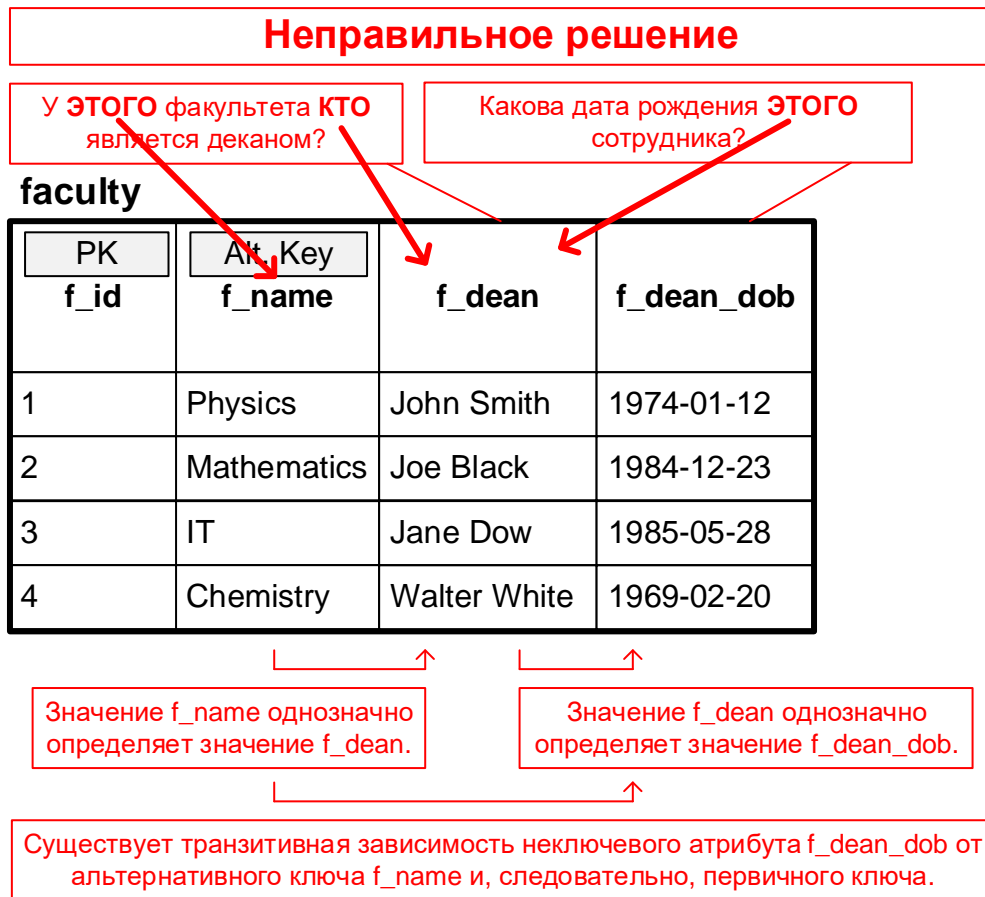 Неправильное решение
У ЭТОГО факультета КТО
является деканом?
Какова дата рождения ЭТОГО
сотрудника?
faculty
PK
Alt. Key
f_id
f_name
f_dean
f_dean_dob
1
Physics
John Smith
1974-01-12
2
Mathematics
Joe Black
1984-12-23
3
IT
Jane Dow
1985-05-28
4
Chemistry
Walter White
1969-02-20
Значение f_name однозначно
определяет значение f_dean.
Значение f_dean однозначно
определяет значение f_dean_dob.
Существует транзитивная зависимость неключевого атрибута f_dean_dob от
альтернативного ключа f_name и, следовательно, первичного ключа.